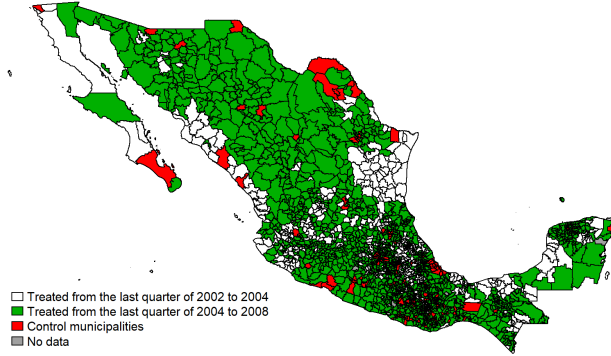 Treated from the last quarter of 2002 to 2004
Treated from the last quarter of 2004 to 2008
Control municipalities
No data